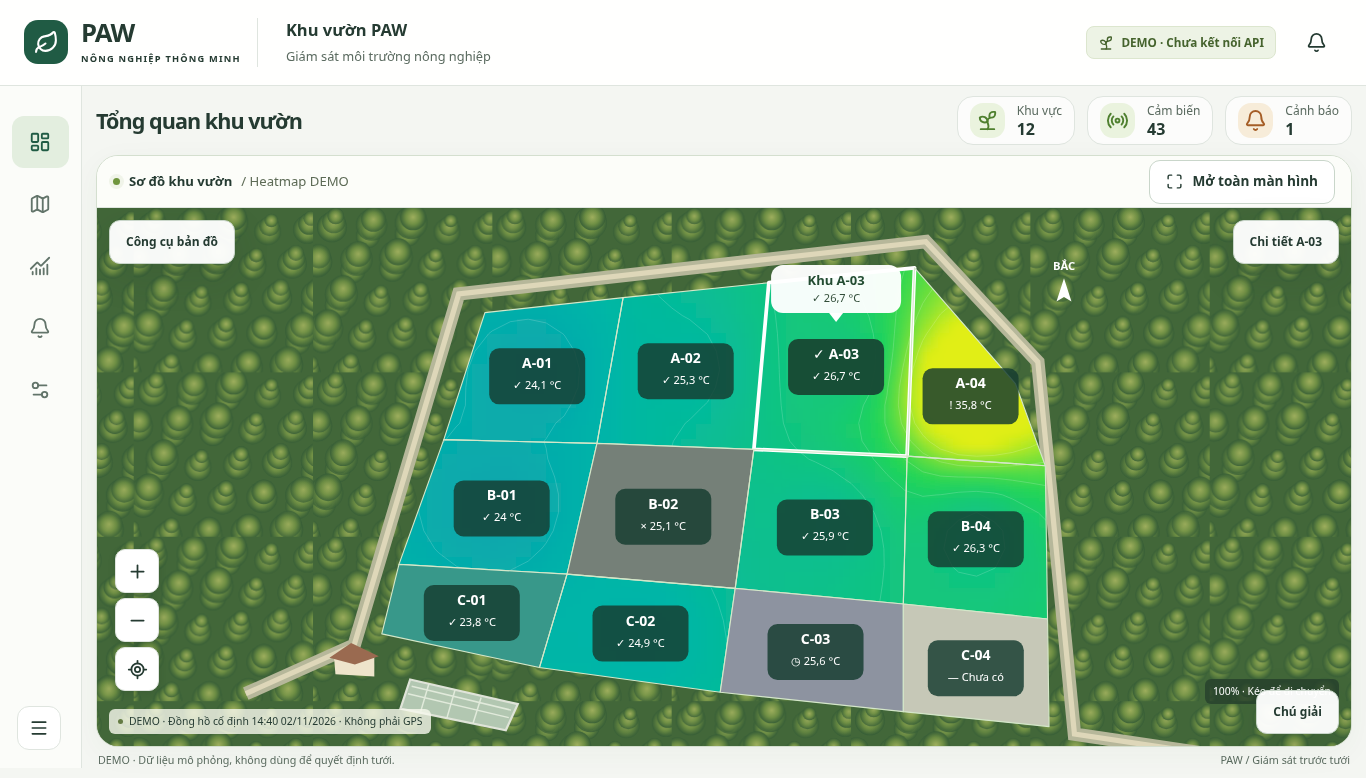 PAW
NÔNG NGHIỆP THÔNG MINH
Khu vườn PAW
Giám sát môi trường nông nghiệp
DEMO · Chưa kết nối API
Tổng quan khu vườn
Khu vực
12
Cảm biến
43
Cảnh báo
1
Sơ đồ khu vườn / Heatmap DEMO
Mở toàn màn hình
Công cụ bản đồ
Chi tiết A-03
BẮC
Khu A-03
✓ 26,7 °C
A-01
✓ 24,1 °C
A-02
✓ 25,3 °C
✓ A-03
✓ 26,7 °C
A-04
! 35,8 °C
B-01
✓ 24 °C
B-02
× 25,1 °C
B-03
✓ 25,9 °C
B-04
✓ 26,3 °C
C-01
✓ 23,8 °C
C-02
✓ 24,9 °C
C-03
◷ 25,6 °C
C-04
— Chưa có
100% · Kéo để di chuyển
Chú giải
DEMO · Đồng hồ cố định 14:40 02/11/2026 · Không phải GPS
DEMO · Dữ liệu mô phỏng, không dùng để quyết định tưới.
PAW / Giám sát trước tưới